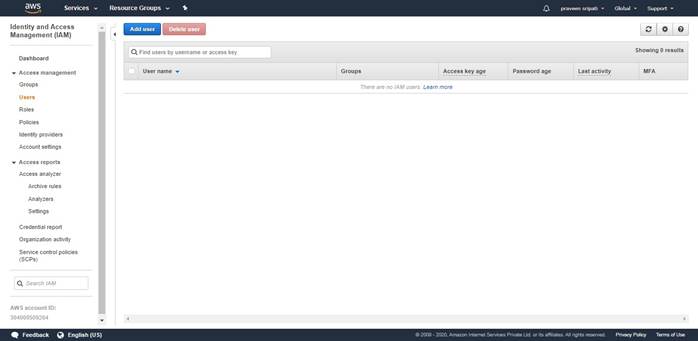 aws Services Resource Groups praveen sripati Global Support
Identity and Access
Management (IAM)
Dashboard
Access management
Groups
Users
Roles
Policies
Identity providers
Account settings
Access reports
Access analyzer
Archive rules
Analyzers
Settings
Credential report
Organization activity
Service control policies
(SCPs)
Search IAM
AWS account ID:
Add user Delete user
Find users by username or access key Showing 0 results
User name Groups Access key age Password age Last activity MFA
There are no IAM users. Learn more
Feedback English (US) © 2008 - 2020, Amazon Internet Services Private Ltd. or its affiliates. All rights reserved. Privacy Policy Terms of Use